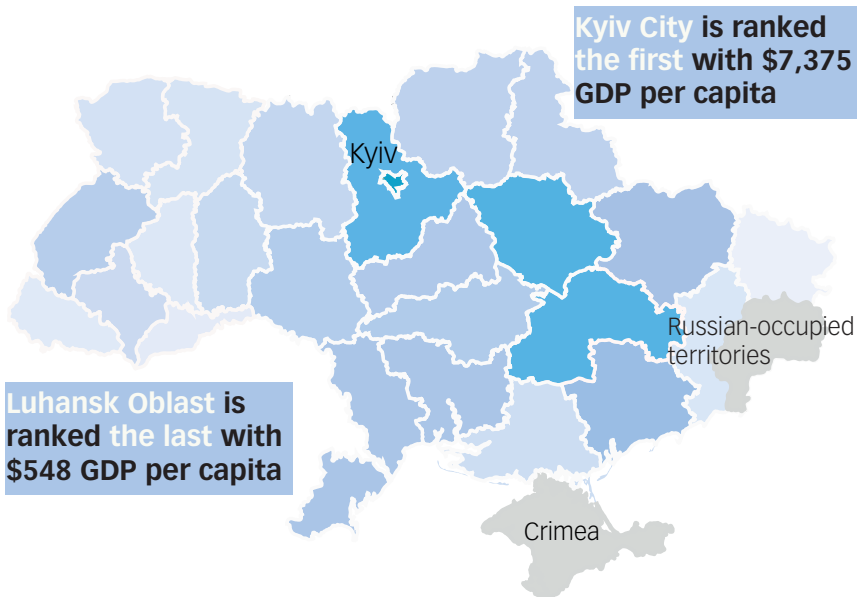 Kyiv City is ranked
the first with $7,375
GDP per capita
Kyiv
Russian-occupied
territories
Luhansk Oblast is
ranked the last with
$548 GDP per capita
Crimea